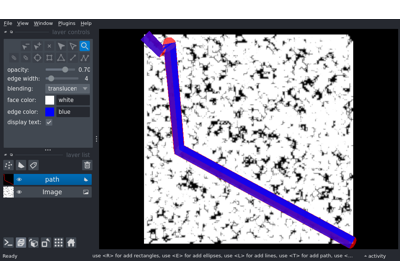 File View Window Plugins Help
layer controls
opacity: 0.70
edge width: 4
blending: translucen
face color: white
edge color: blue
display text:
layer list
path
Image
Ready use <R> for add rectangles, use <E> for add ellipses, use <L> for add lines, use <T> for add path, use <... activity